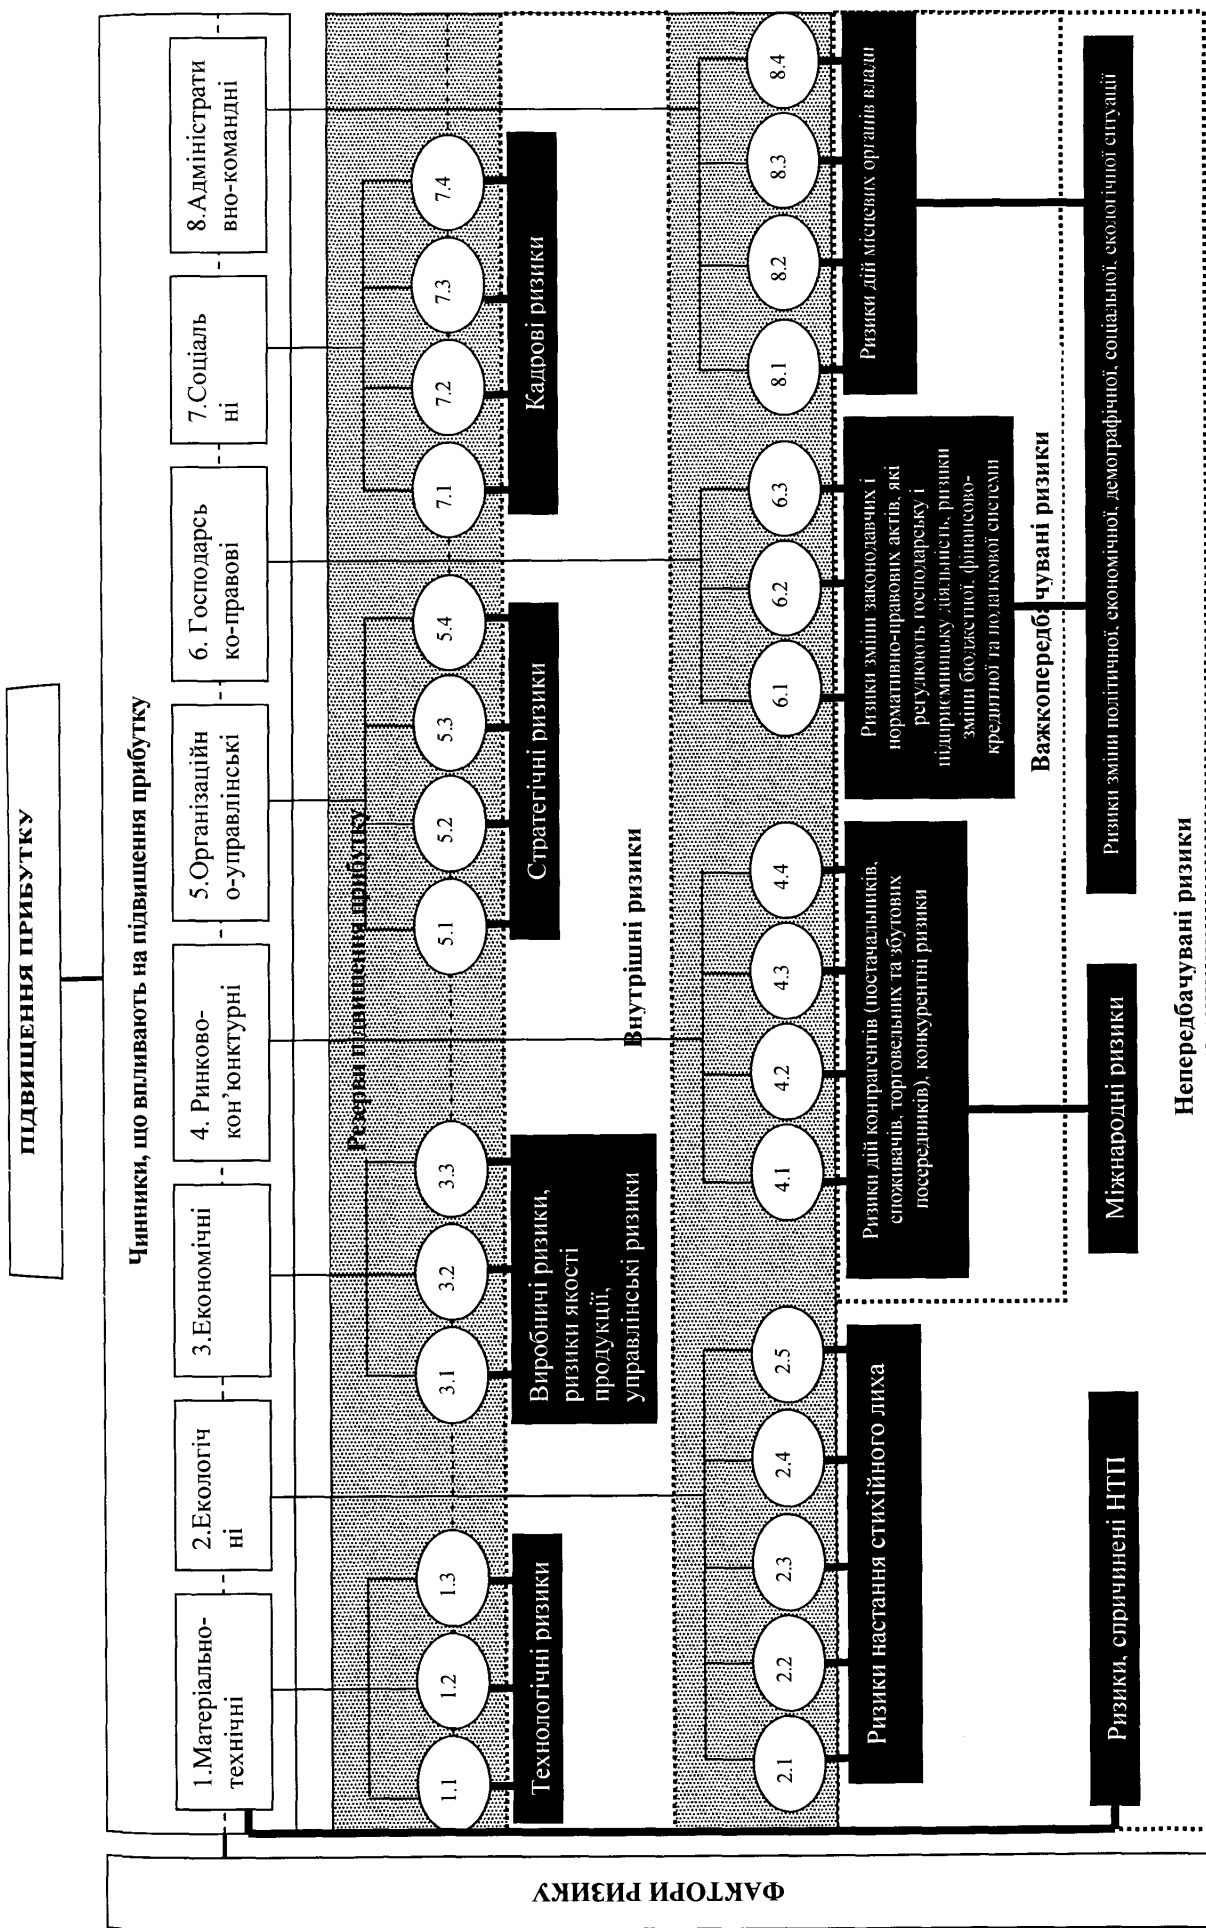 ПІДВИЩЕННЯ ПРИБУТКУ
Чинники, що впливають на підвищення прибутку
1.Матеріально-
технічні
2.Екологіч
ні
3.Економічні
4. Ринково-
кон’юнктурні
5.Організаційн
о-управлінські
6. Господарсь
ко-правові
7.Соціаль
ні
8.Адміністрати
вно-командні
Резерви підвищення прибутку
1.1
1.2
1.3
3.1
3.2
3.3
5.1
5.2
5.3
5.4
7.1
7.2
7.3
7.4
Технологічні ризики
Виробничі ризики,
ризики якості
продукції,
управлінські ризики
Стратегічні ризики
Кадрові ризики
Внутрішні ризики
2.1
2.2
2.3
2.4
2.5
4.1
4.2
4.3
4.4
6.1
6.2
6.3
8.1
8.2
8.3
8.4
Ризики настання стихійного лиха
Ризики дій контрагентів (постачальників,
споживачів, торговельних та збутових
посередників), конкурентні ризики
Ризики зміни законодавчих і
нормативно-правових актів, які
регулюють господарську і
підприємницьку діяльність, ризики
зміни бюджетної, фінансово-
кредитної та податкової системи
Ризики дій місцевих органів влади
Важкопередбачувані ризики
Ризики, спричинені НТП
Міжнародні ризики
Ризики зміни політичної, економічної, демографічної, соціальної, екологічної ситуації
Непередбачувані ризики
ФАКТОРИ РИЗИКУ